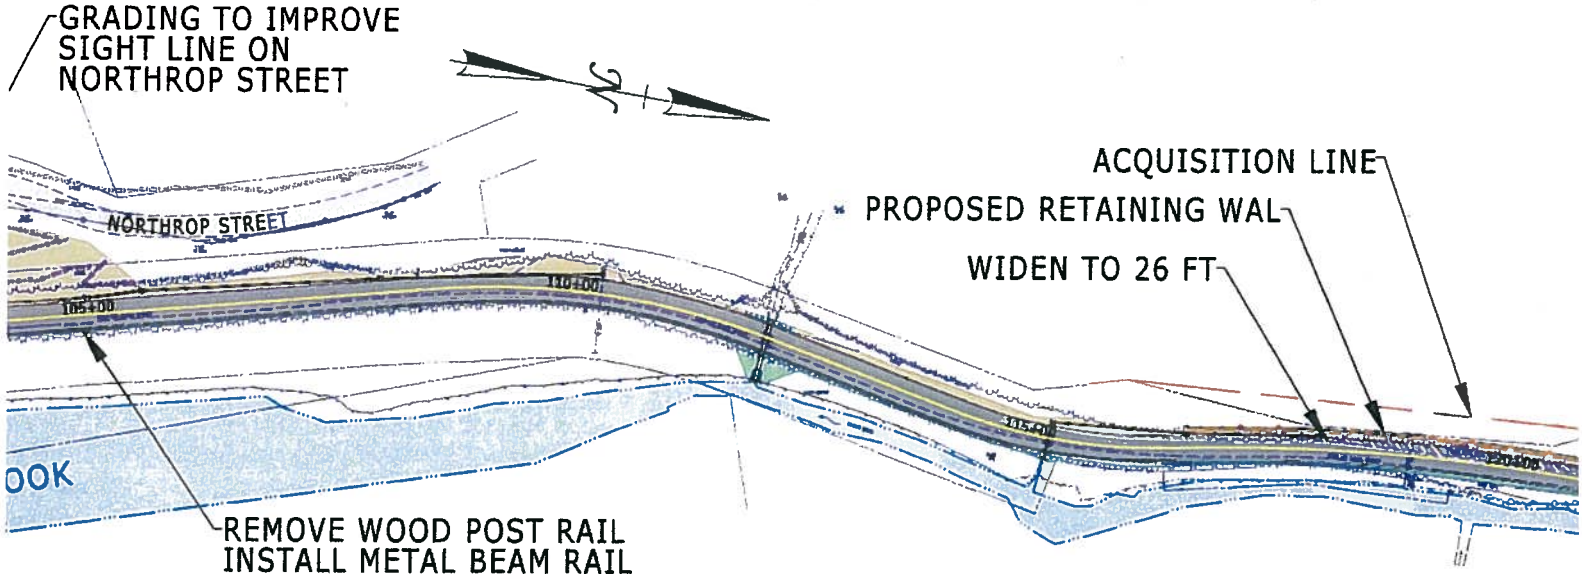 GRADING TO IMPROVE
SIGHT LINE ON
NORTHROP STREET
N
ACQUISITION LINE
PROPOSED RETAINING WAL
WIDEN TO 26 FT
NORTHROP STREET
105+00
110+00
115+00
120+00
OOK
REMOVE WOOD POST RAIL
INSTALL METAL BEAM RAIL